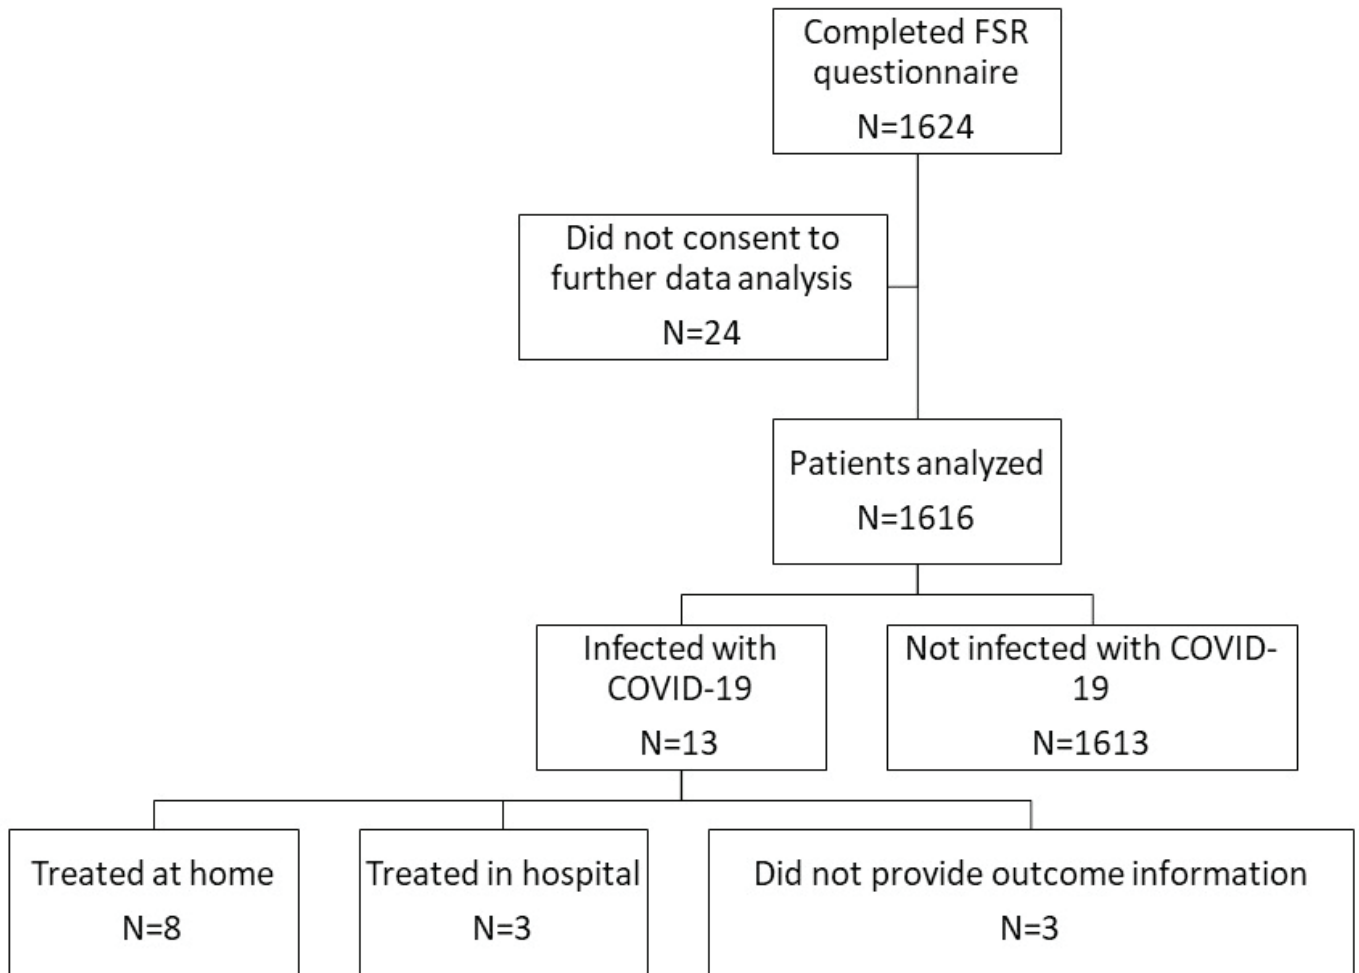 Completed FSR
questionnaire
N=1624
Did not consent to
further data analysis
N=24
Patients analyzed
N=1616
Infected with
COVID-19
N=13
Not infected with COVID-
19
N=1613
Treated at home
N=8
Treated in hospital
N=3
Did not provide outcome information
N=3